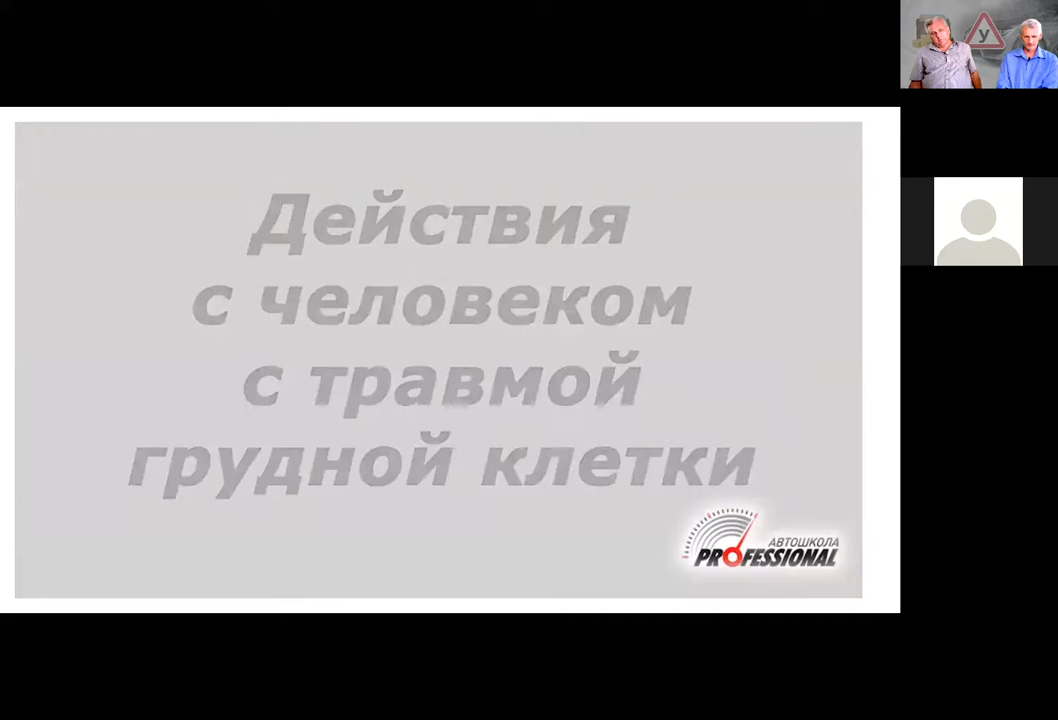 У
Действия
с человеком
с травмой
грудной клетки
АВТОШКОЛА
PROFESSIONAL